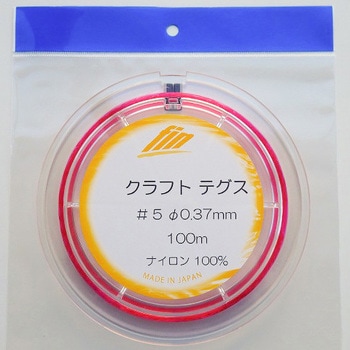 fin
クラフト テグス
#5 φ0.37mm
100m
ナイロン 100%
MADE IN JAPAN